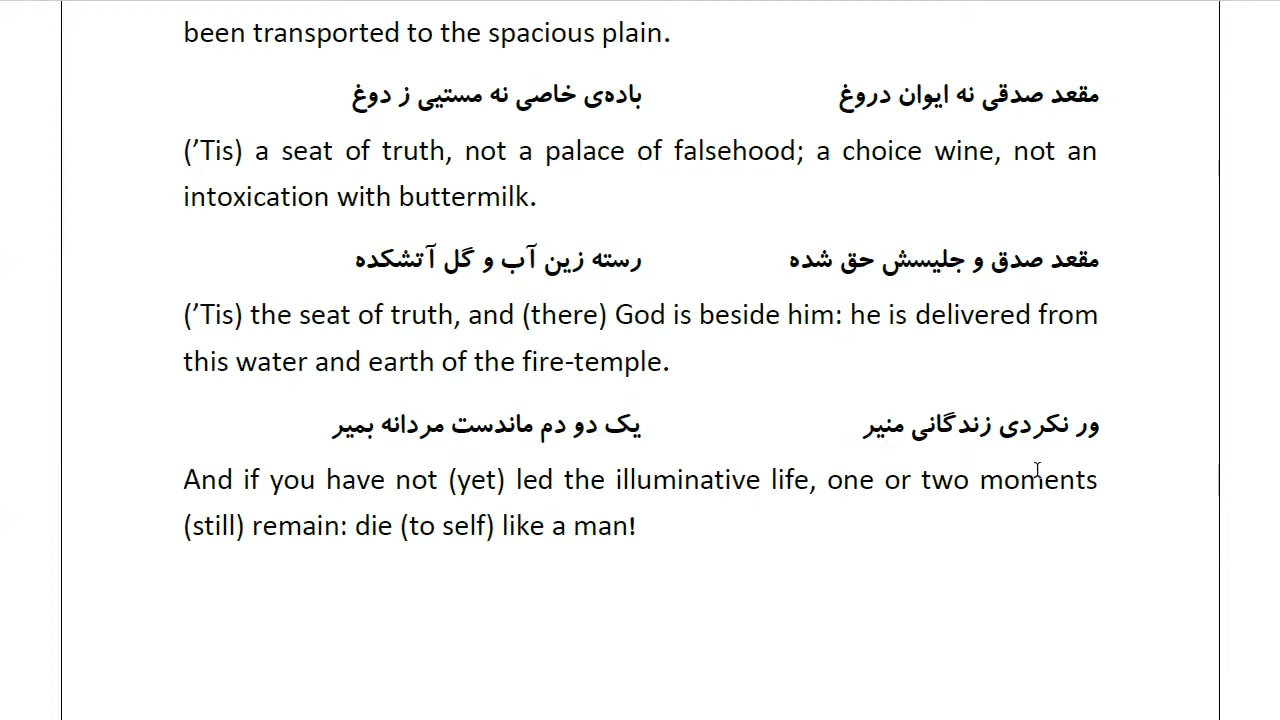 been transported to the spacious plain.
مقعد صدقی نه ایوان دروغ باده‌ی خاصی نه مستیی ز دوغ
(’Tis) a seat of truth, not a palace of falsehood; a choice wine, not an
intoxication with buttermilk.
مقعد صدق و جلیسش حق شده رسته زین آب و گل آتشکده
(’Tis) the seat of truth, and (there) God is beside him: he is delivered from
this water and earth of the fire-temple.
ور نکردی زندگانی منیر یک دو دم ماندست مردانه بمیر
And if you have not (yet) led the illuminative life, one or two moments
(still) remain: die (to self) like a man!